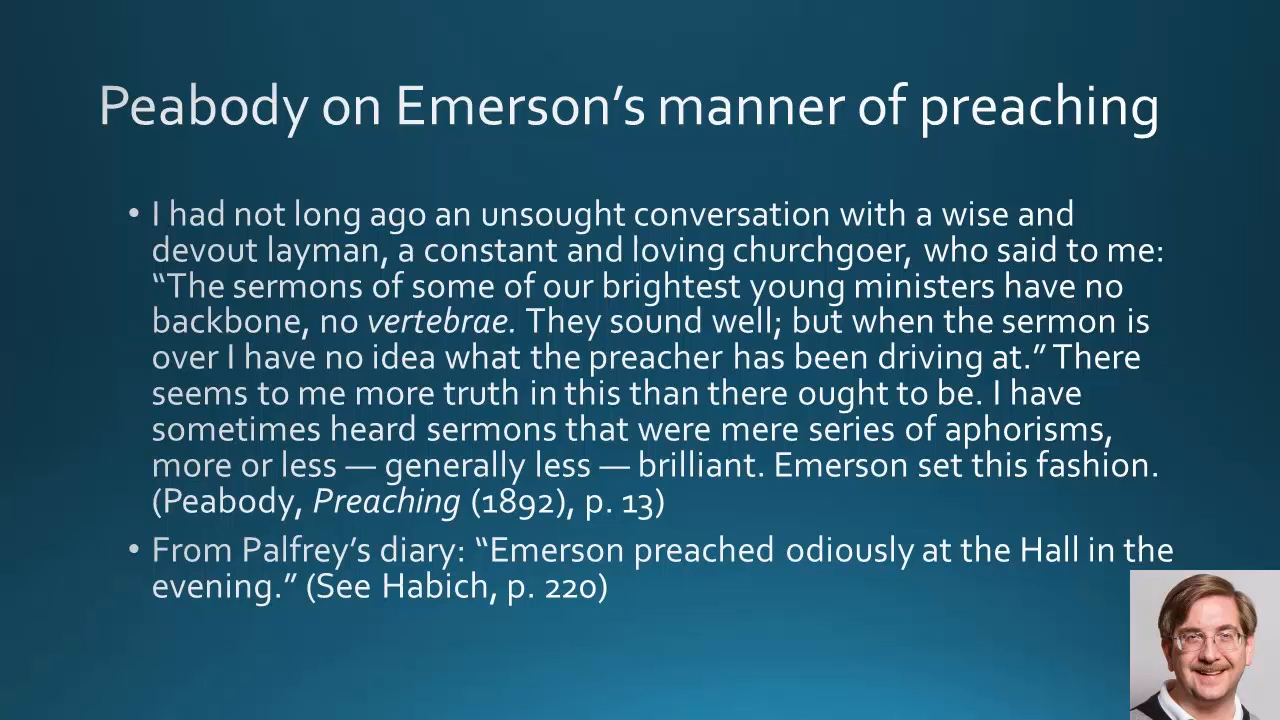 Peabody on Emerson’s manner of preaching
• I had not long ago an unsought conversation with a wise and
devout layman, a constant and loving churchgoer, who said to me:
“The sermons of some of our brightest young ministers have no
backbone, no vertebrae. They sound well; but when the sermon is
over I have no idea what the preacher has been driving at.” There
seems to me more truth in this than there ought to be. I have
sometimes heard sermons that were mere series of aphorisms,
more or less — generally less — brilliant. Emerson set this fashion.
(Peabody, Preaching (1892), p. 13)
• From Palfrey’s diary: “Emerson preached odiously at the Hall in the
evening.” (See Habich, p. 220)